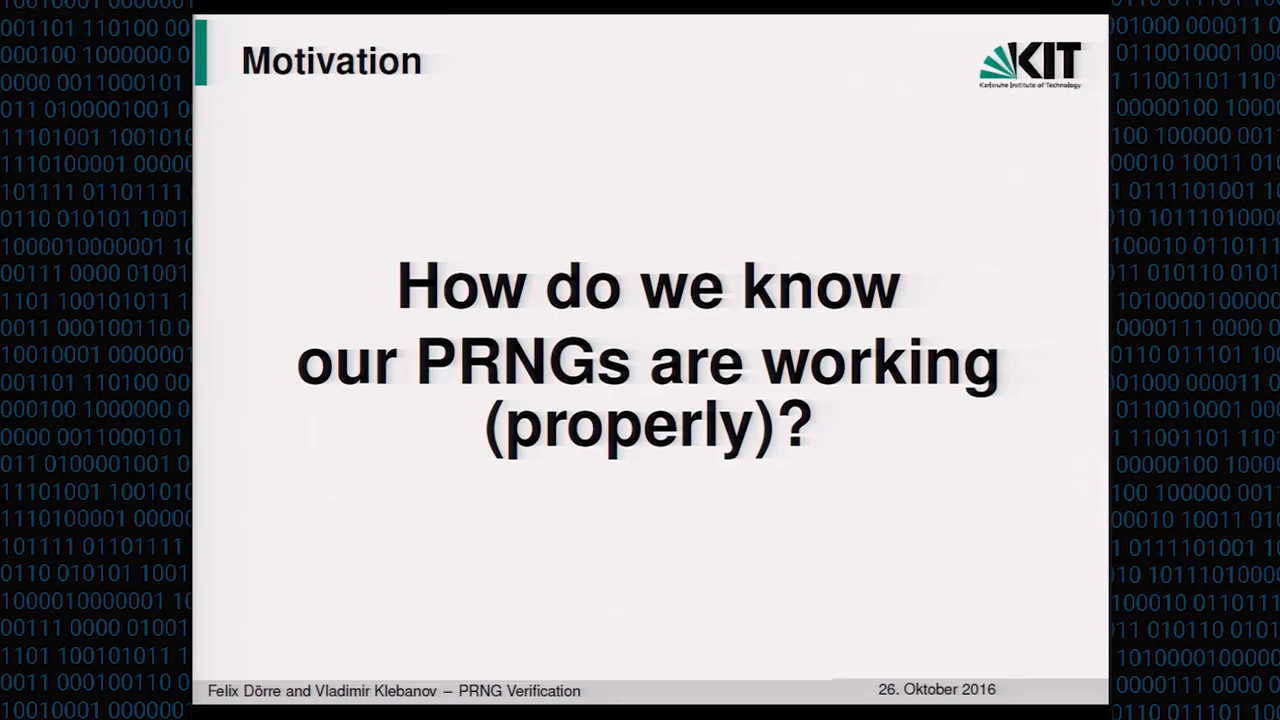 Motivation
KIT
Karlsruhe Institute of Technology
How do we know
our PRNGs are working
(properly)?
Felix Dörre and Vladimir Klebanov – PRNG Verification
26. Oktober 2016